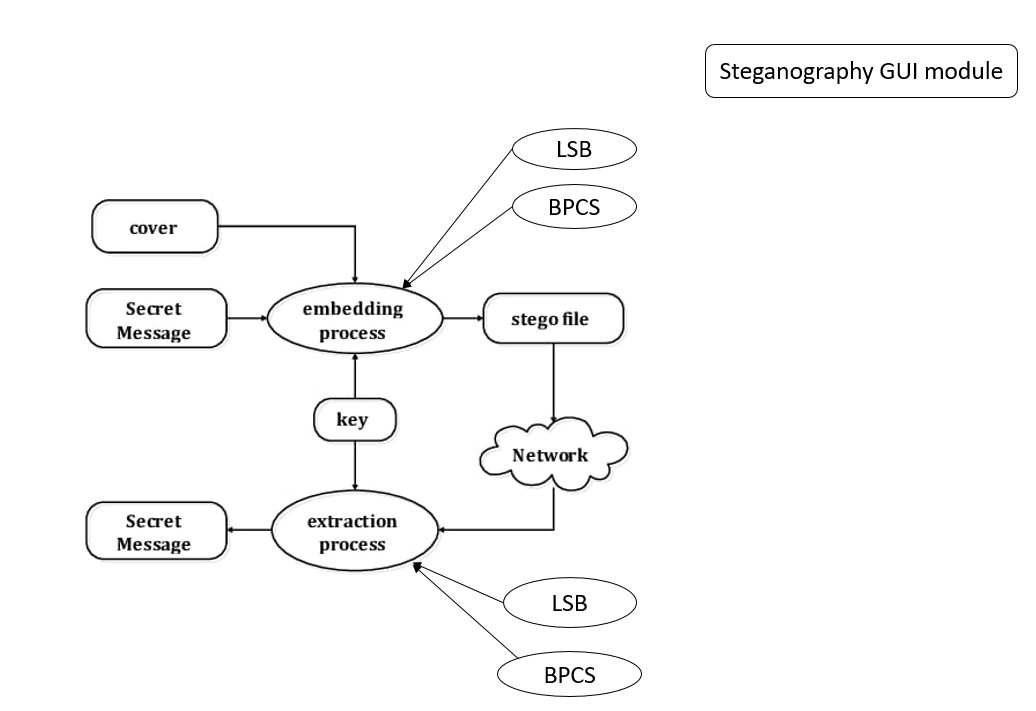 Steganography GUI module
LSB
BPCS
cover
Secret
Message
embedding
process
stego file
key
Network
Secret
Message
extraction
process
LSB
BPCS